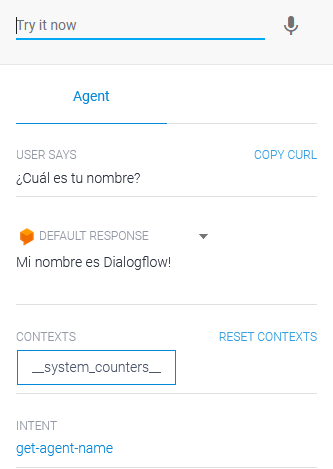 Try it now
Agent
USER SAYS COPY CURL
¿Cuál es tu nombre?
DEFAULT RESPONSE
Mi nombre es Dialogflow!
CONTEXTS RESET CONTEXTS
__system_counters__
INTENT
get-agent-name